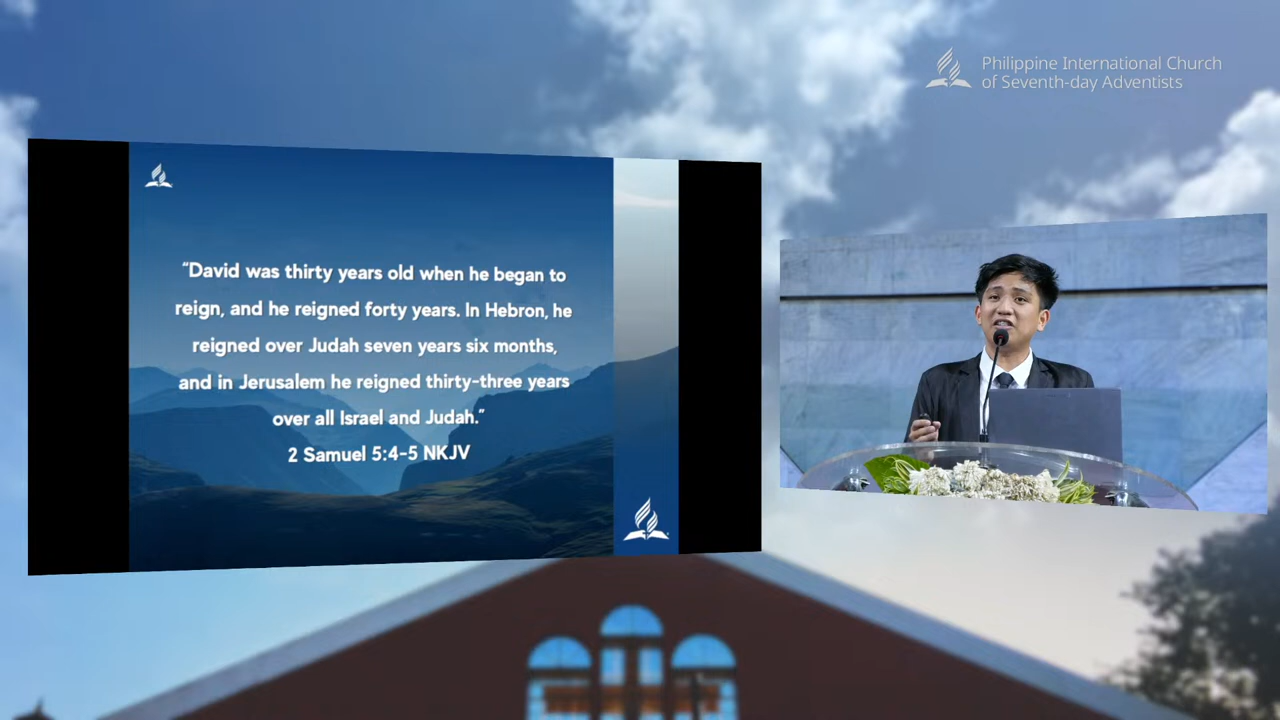 Philippine International Church
of Seventh-day Adventists
“David was thirty years old when he began to
reign, and he reigned forty years. In Hebron, he
reigned over Judah seven years six months,
and in Jerusalem he reigned thirty-three years
over all Israel and Judah.”
2 Samuel 5:4-5 NKJV